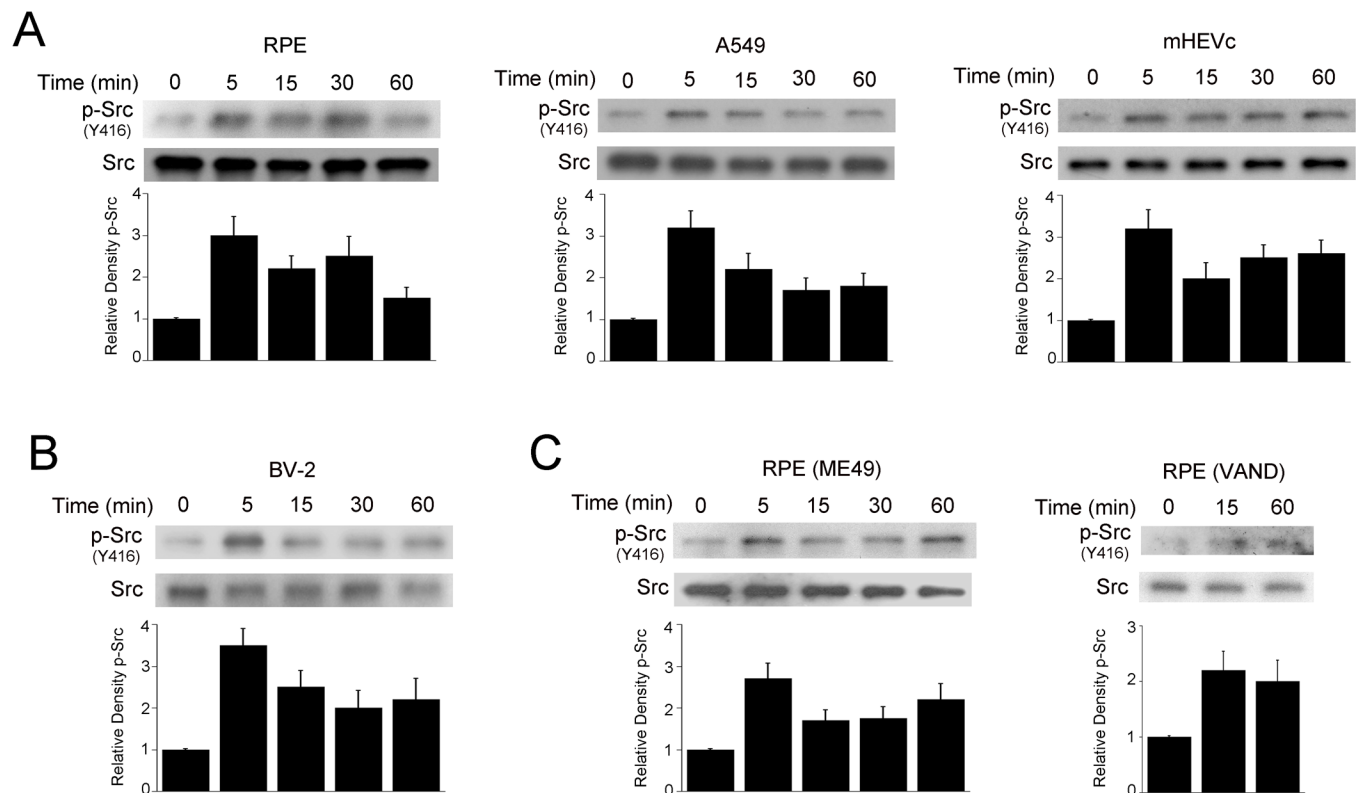 A
RPE
Time (min) 0 5 15 30 60
p-Src
(Y416)
Src
Relative Density p-Src
4
3
2
1
0
A549
Time (min) 0 5 15 30 60
p-Src
(Y416)
Src
Relative Density p-Src
4
3
2
1
0
mHEVc
Time (min) 0 5 15 30 60
p-Src
(Y416)
Src
Relative Density p-Src
4
3
2
1
0
B
BV-2
Time (min) 0 5 15 30 60
p-Src
(Y416)
Src
Relative Density p-Src
4
3
2
1
0
C
RPE (ME49)
Time (min) 0 5 15 30 60
p-Src
(Y416)
Src
Relative Density p-Src
4
3
2
1
0
RPE (VAND)
Time (min) 0 15 60
p-Src
(Y416)
Src
Relative Density p-Src
3
2
1
0